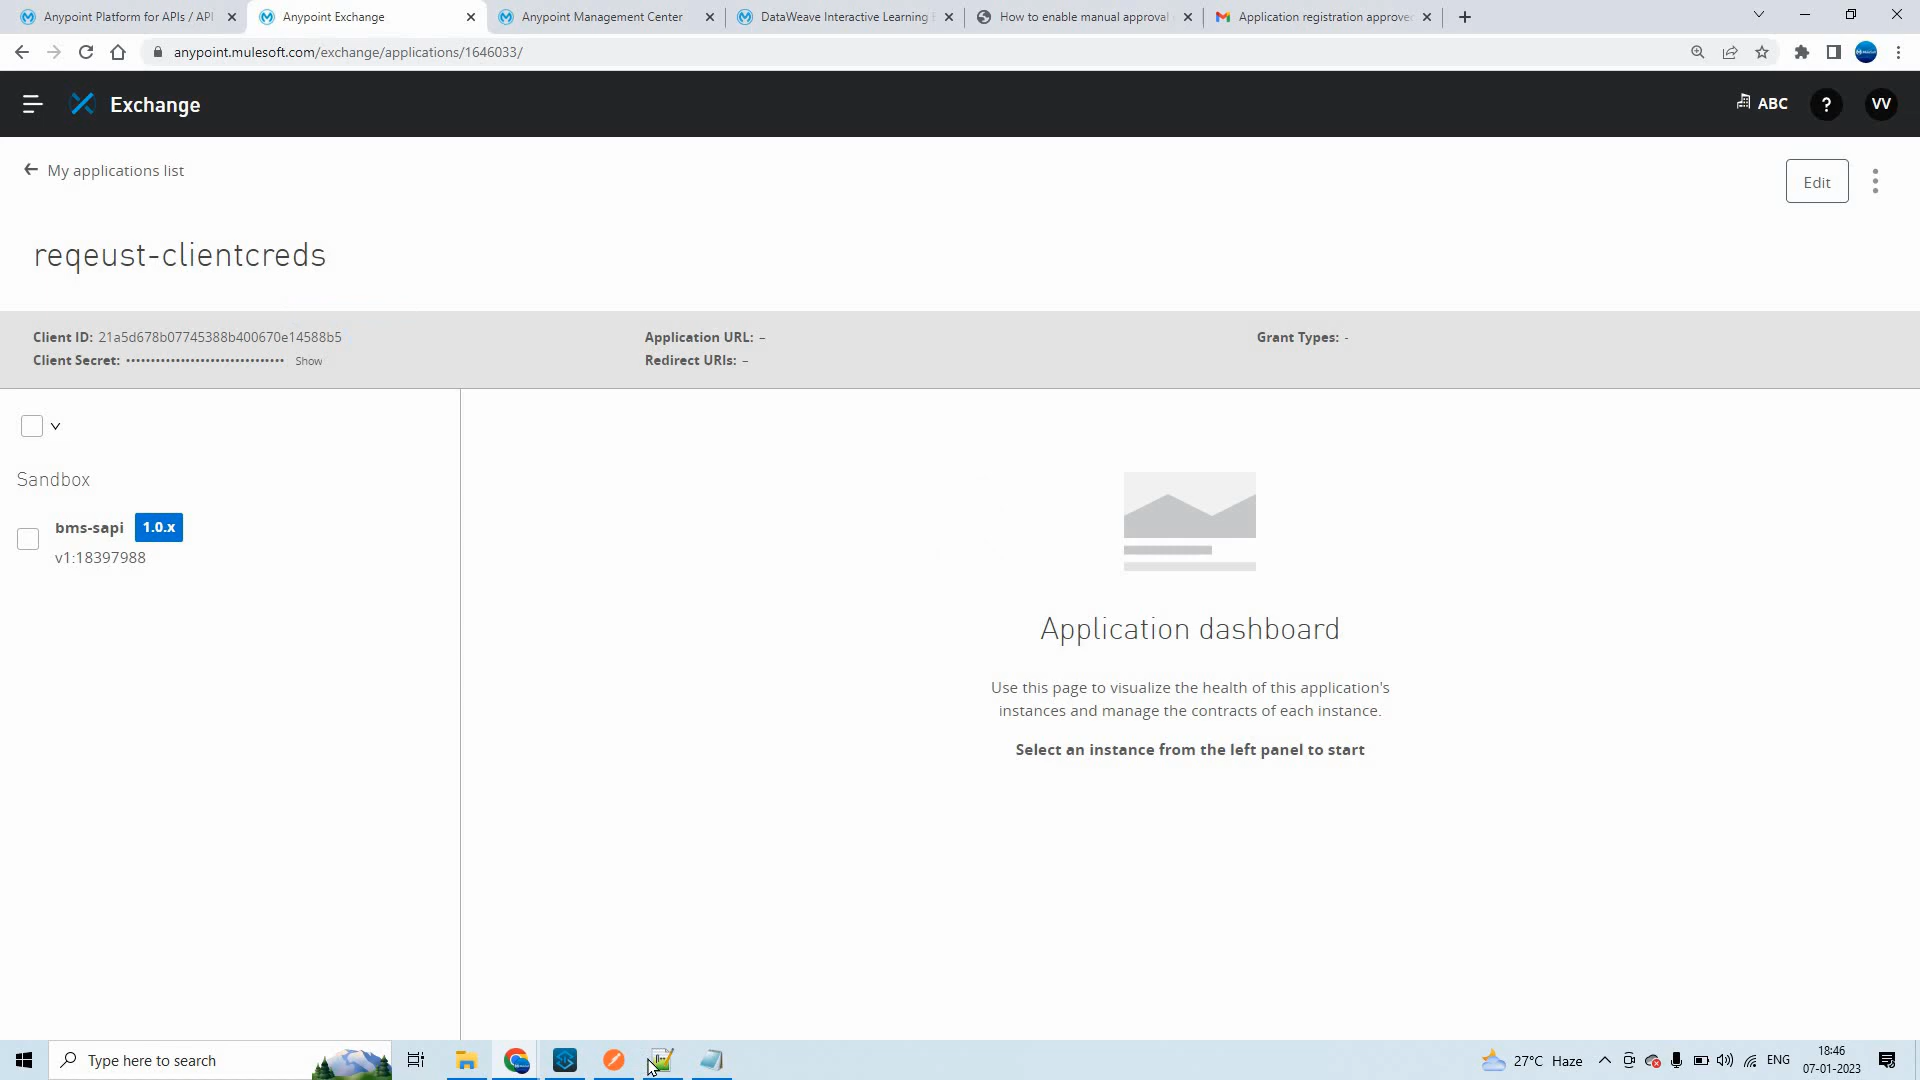 Anypoint Platform for APIs / API
Anypoint Exchange
Anypoint Management Center
DataWeave Interactive Learning
How to enable manual approval
Application registration approve
anypoint.mulesoft.com/exchange/applications/1646033/
Exchange
ABC
?
VV
My applications list
Edit
reqeust-clientcreds
Client ID: 21a5d678b07745388b400670e14588b5
Application URL: –
Grant Types: -
Client Secret: •••••••••••••••••••••••••••••••• Show
Redirect URIs: –
Sandbox
bms-sapi 1.0.x
v1:18397988
Application dashboard
Use this page to visualize the health of this application's
instances and manage the contracts of each instance.
Select an instance from the left panel to start
Type here to search
27°C Haze
ENG
18:46
07-01-2023